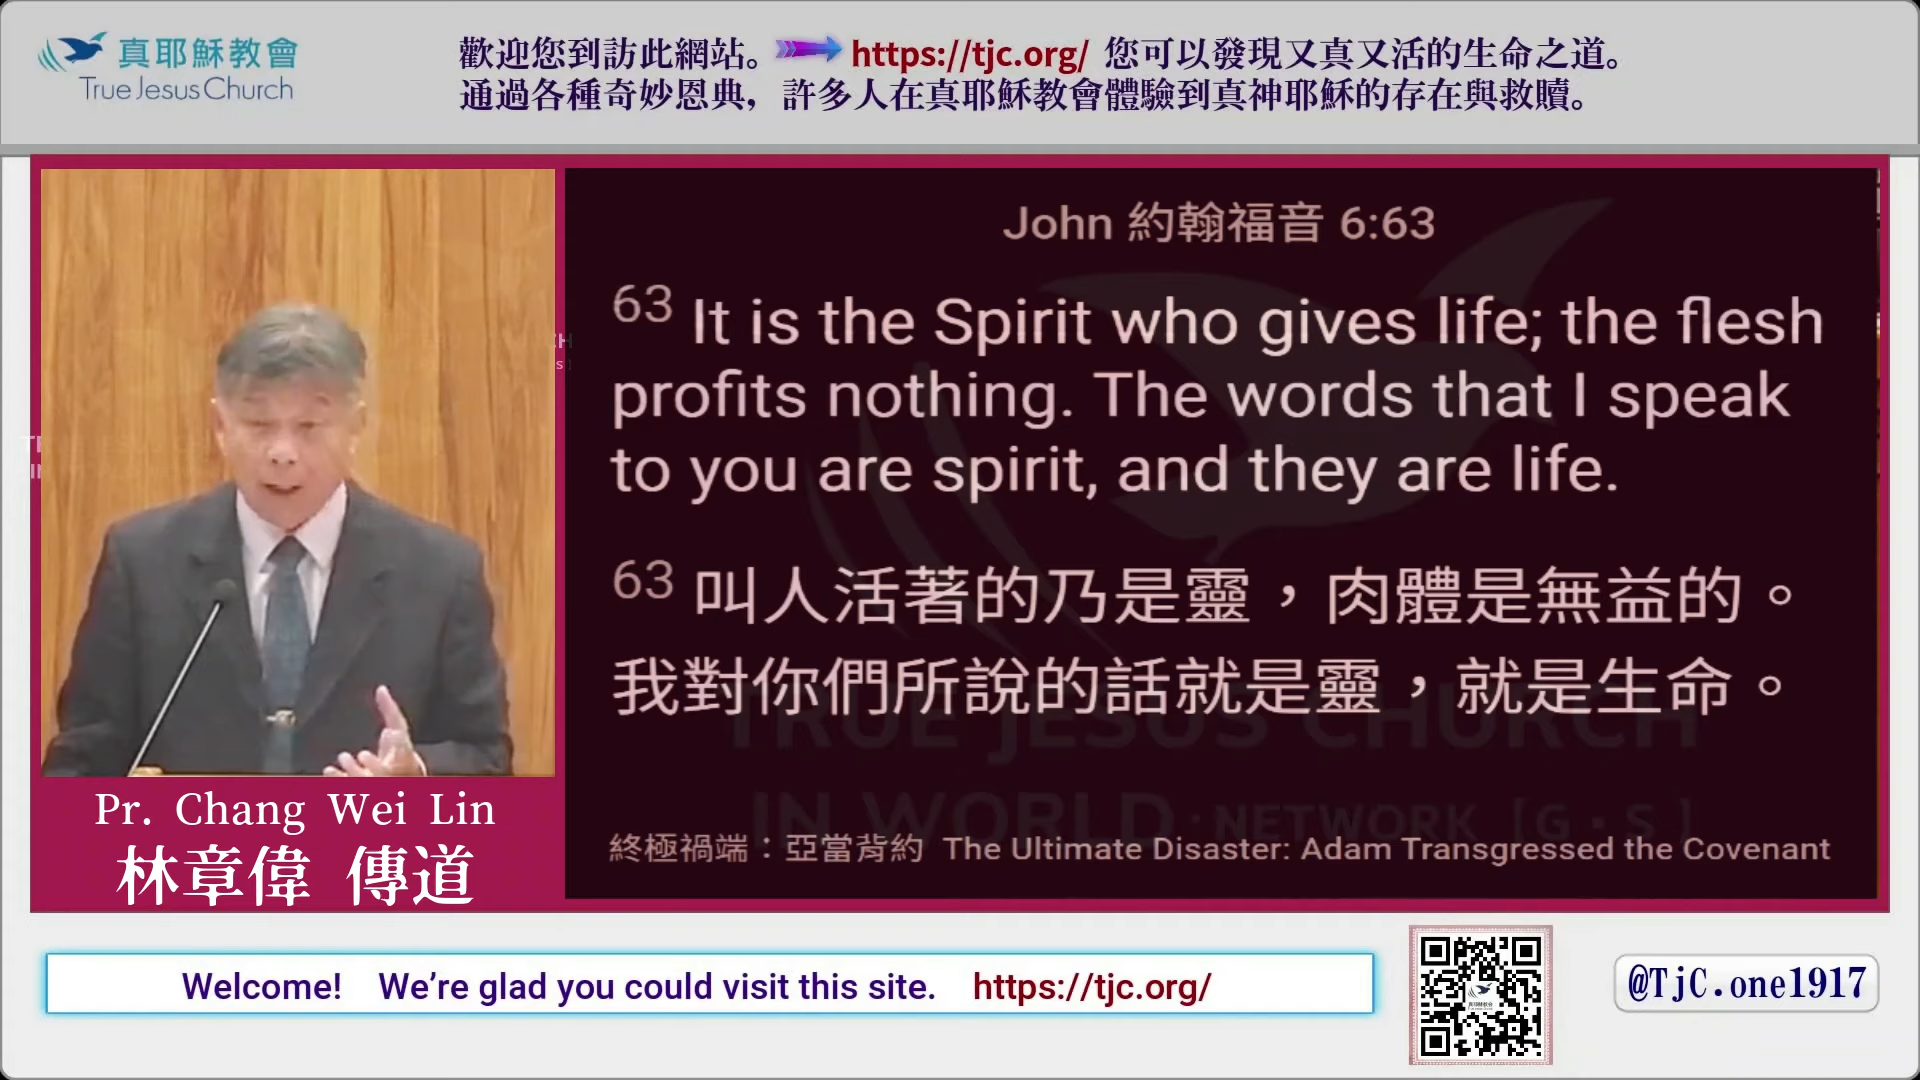 真耶穌教會
True Jesus Church
歡迎您到訪此網站。 https://tjc.org/ 您可以發現又真又活的生命之道。
通過各種奇妙恩典，許多人在真耶穌教會體驗到真神耶穌的存在與救贖。
John 約翰福音 6:63
63 It is the Spirit who gives life; the flesh
profits nothing. The words that I speak
to you are spirit, and they are life.
63 叫人活著的乃是靈，肉體是無益的。
我對你們所說的話就是靈，就是生命。
TRUE JESUS CHURCH
IN WORLD · NETWORK [G · S]
終極禍端：亞當背約 The Ultimate Disaster: Adam Transgressed the Covenant
Pr. Chang Wei Lin
林章偉 傳道
Welcome! We’re glad you could visit this site. https://tjc.org/
@TjC.one1917